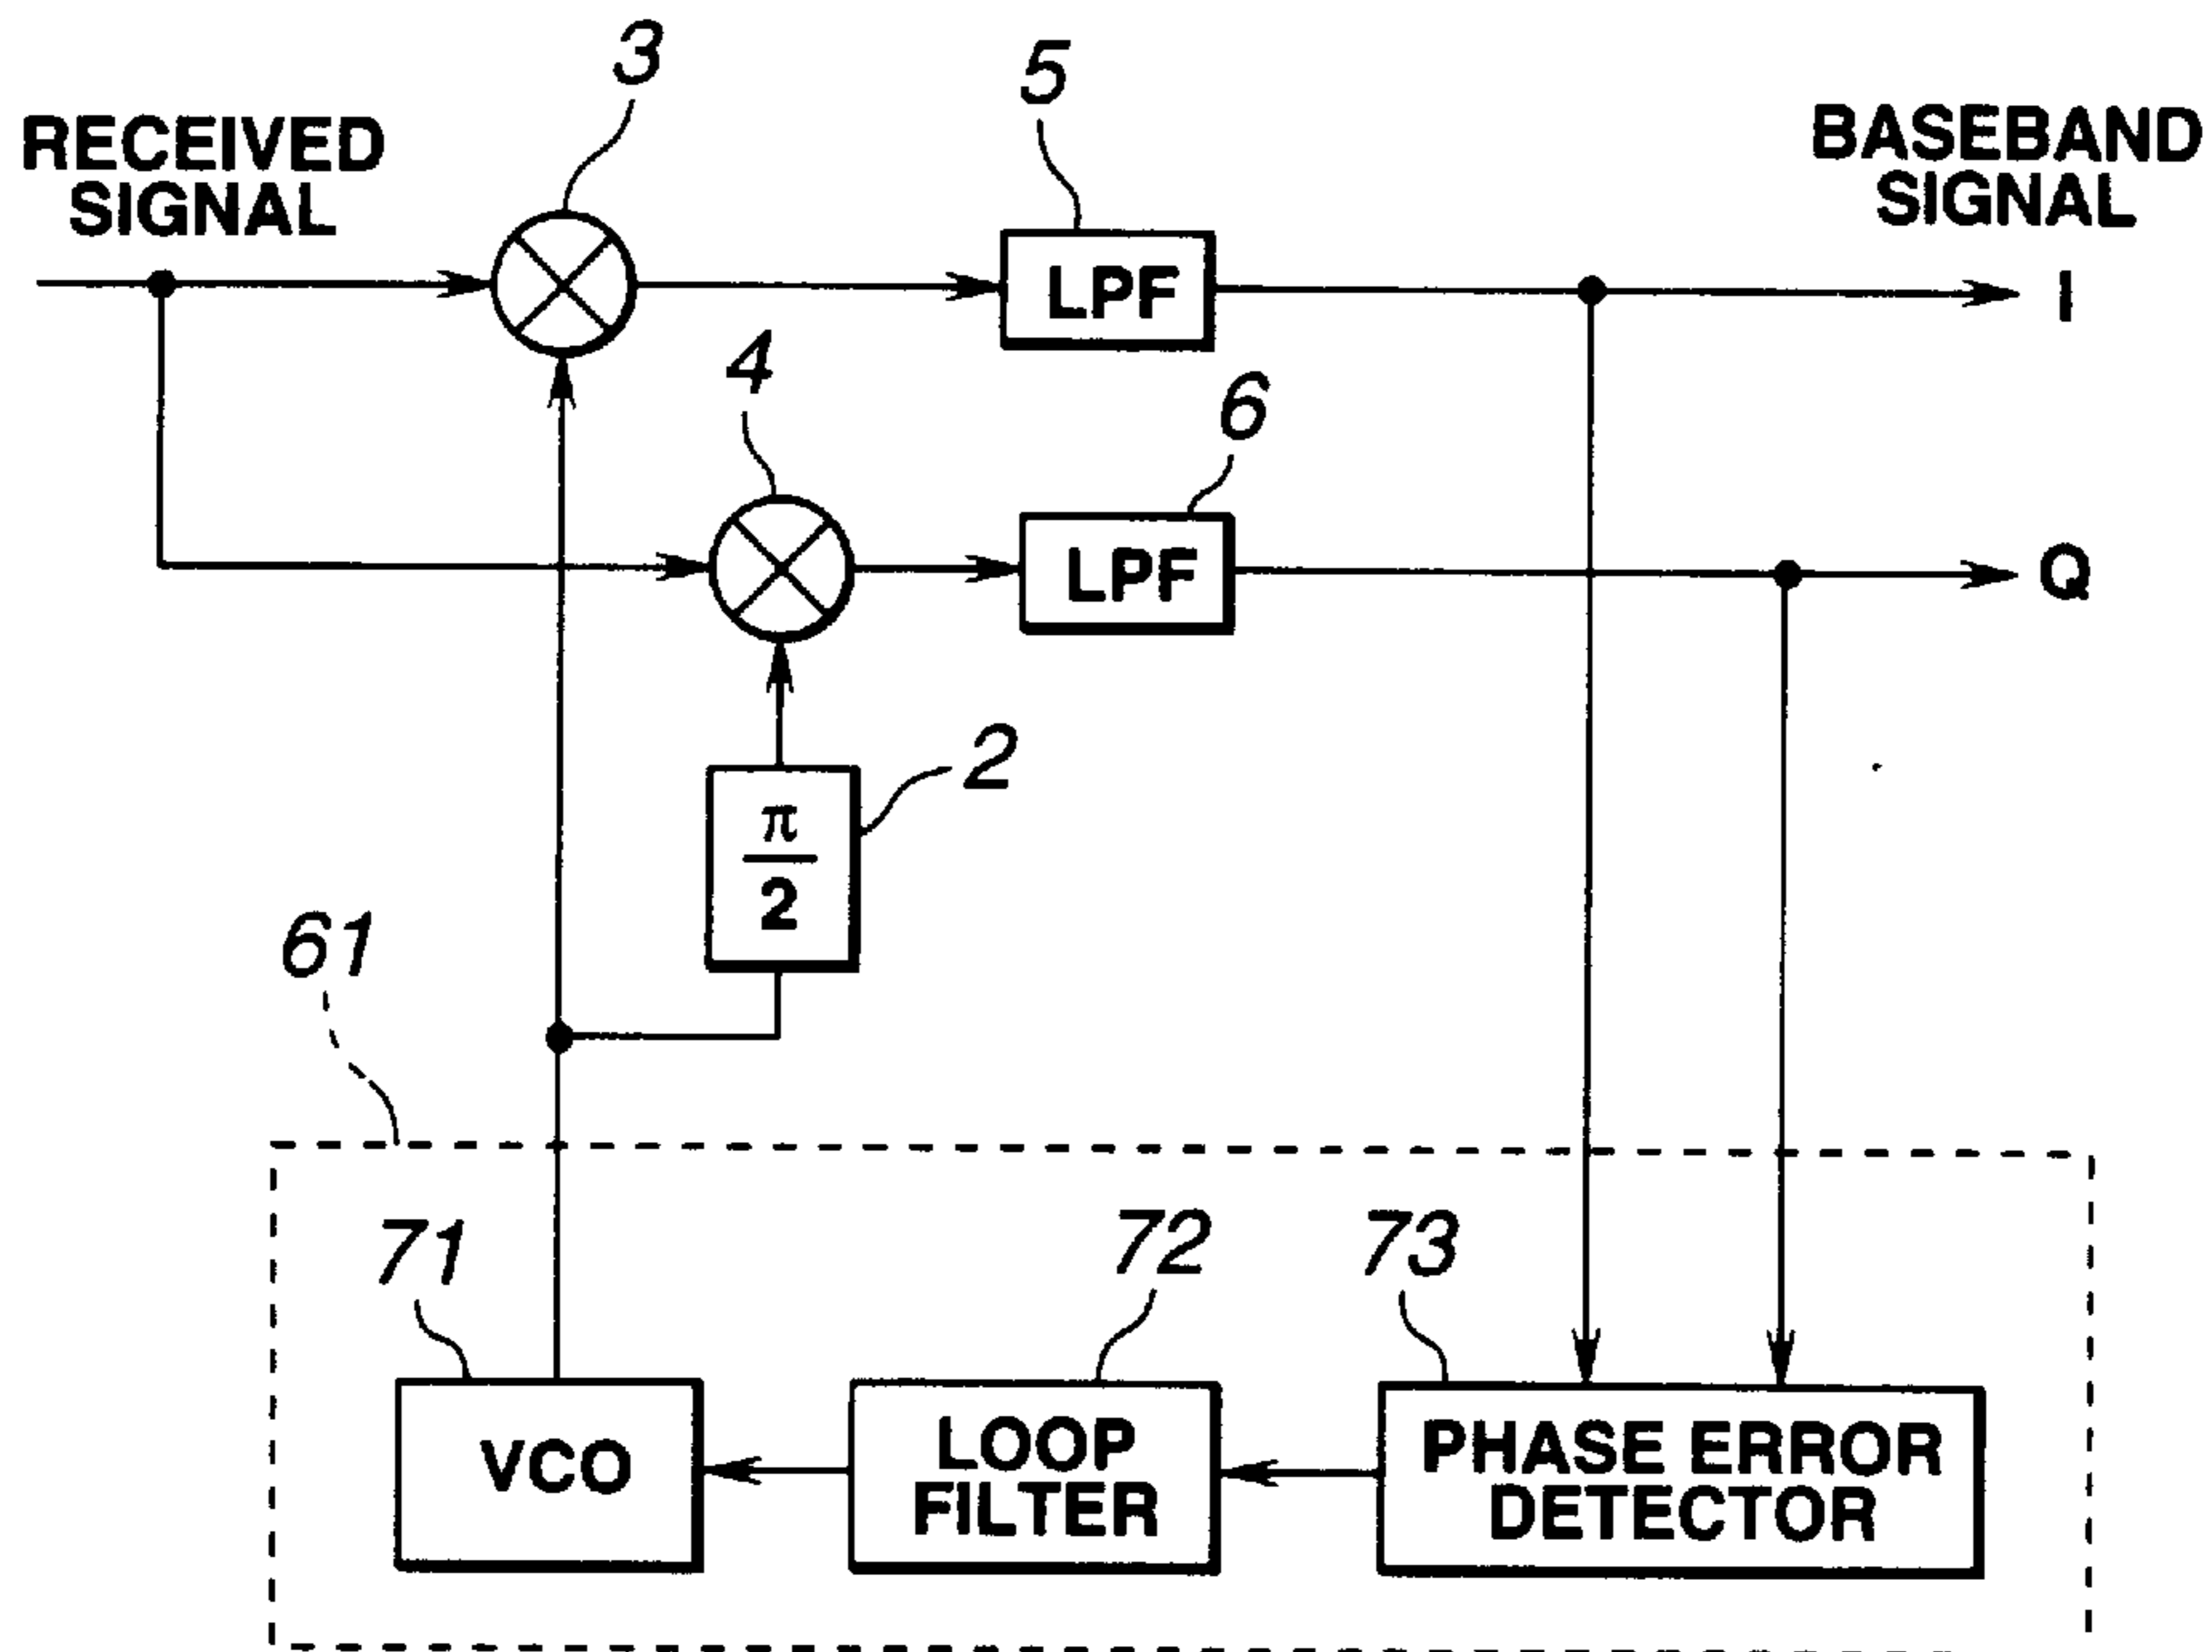 3
5
RECEIVED
SIGNAL
BASEBAND
SIGNAL
LPF
I
4
6
LPF
Q
2
π
2
61
71
72
73
VCO
LOOP
FILTER
PHASE ERROR
DETECTOR